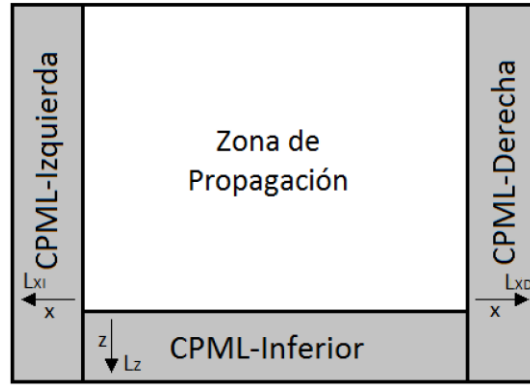 CPML-Izquierda
Zona de
Propagación
CPML-Derecha
LXI
x
LXD
x
z
LZ
CPML-Inferior